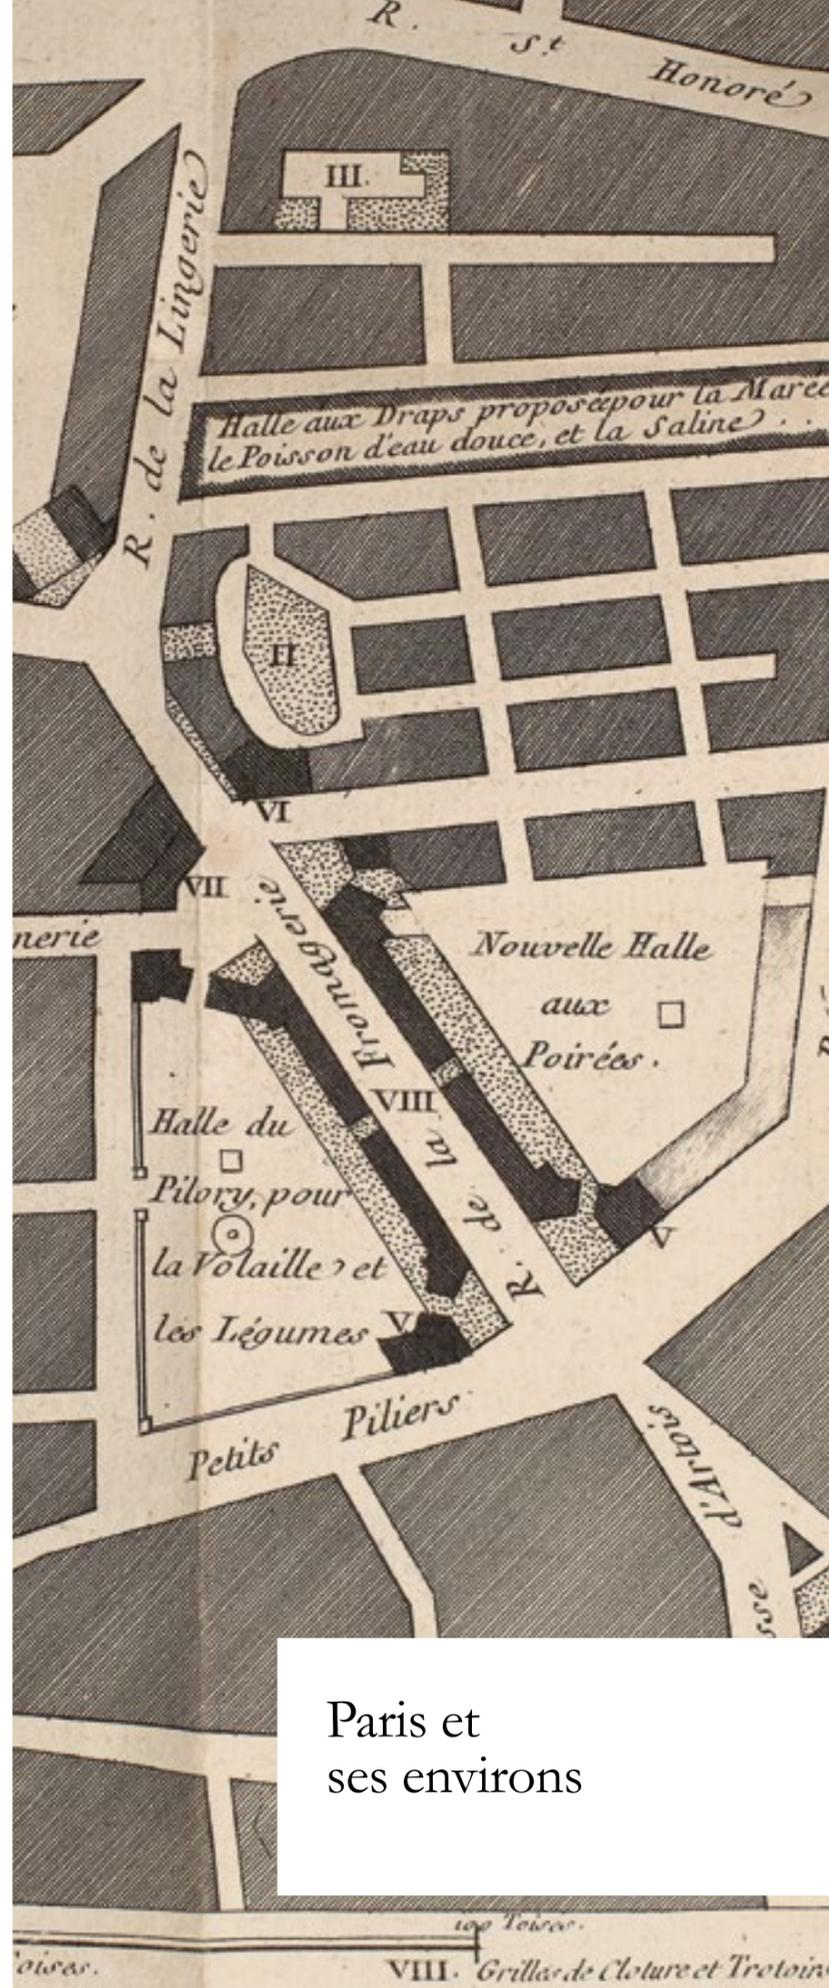 R. St Honoré
III.
R. de la Lingerie
Halle aux Draps proposée pour la Marée
le Poisson d'eau douce, et la Saline . .
II
VI
VII
nerie
R. de la Fromagerie
Nouvelle Halle
aux
Poirées.
VIII
Halle du
Pilory, pour
la Volaille et
les Légumes
V
V
Petits Piliers
d'Artois
sse
Paris et
ses environs
100 Toises.
oises.
VIII. Grilles de Cloture et Trotoirs